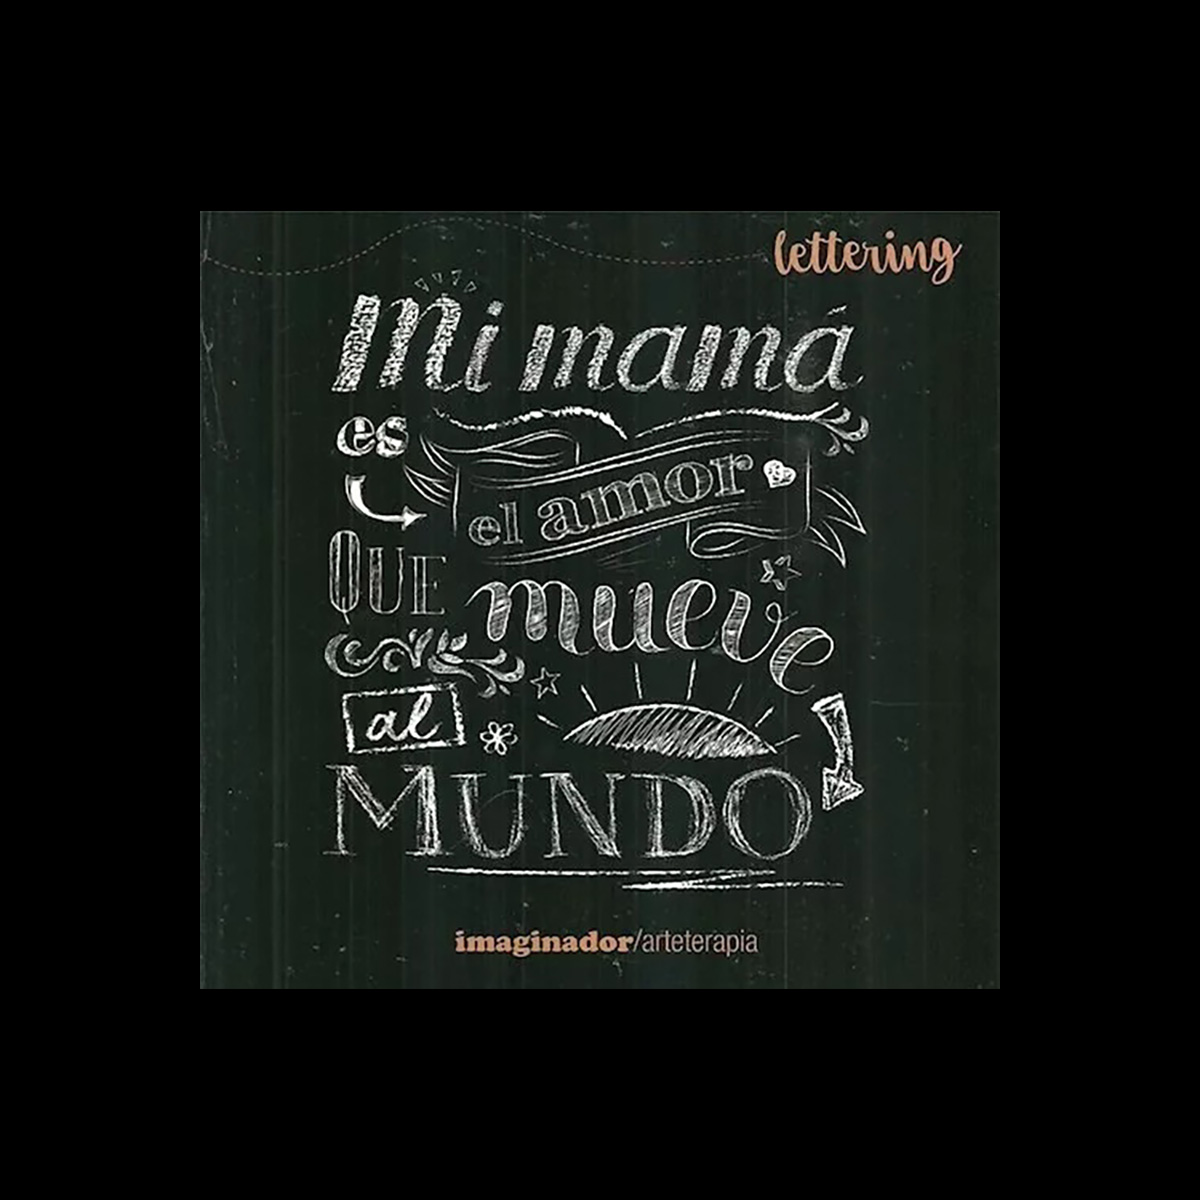 lettering
Mi mamá
es
el amor
QUE mueve
al
MUNDO
imaginador/arteterapia